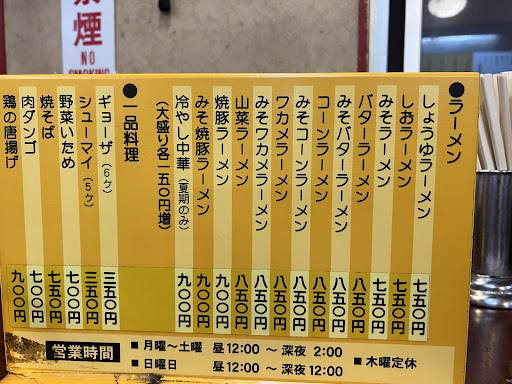 禁煙
NO
SMOKING
●ラーメン
しょうゆラーメン 七五〇円
しおラーメン 七五〇円
みそラーメン 七五〇円
バターラーメン 八五〇円
みそバターラーメン 八五〇円
コーンラーメン 八五〇円
みそコーンラーメン 八五〇円
ワカメラーメン 八五〇円
みそワカメラーメン 八五〇円
山菜ラーメン 八五〇円
焼豚ラーメン 九〇〇円
みそ焼豚ラーメン 九〇〇円
冷やし中華(夏期のみ) 九〇〇円
(大盛り各一五〇円増)
●一品料理
ギョーザ(6ヶ) 三五〇円
シューマイ(5ヶ) 三五〇円
野菜いため 七〇〇円
焼そば 七五〇円
肉ダンゴ 七〇〇円
鶏の唐揚げ 九〇〇円
営業時間
■月曜～土曜 昼12:00～深夜 2:00
■日曜日 昼12:00～深夜12:00
■木曜定休